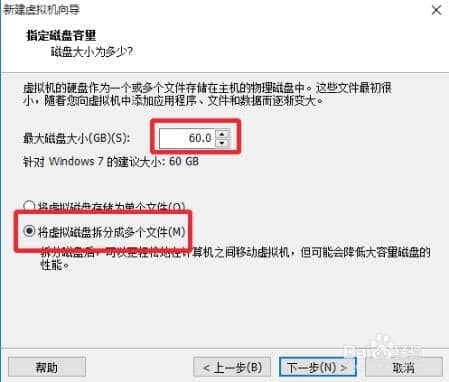 新建虚拟机向导
指定磁盘容量
磁盘大小为多少?
虚拟机的硬盘作为一个或多个文件存储在主机的物理磁盘中。这些文件最初很
小，随着您向虚拟机中添加应用程序、文件和数据而逐渐变大。
最大磁盘大小(GB)(S): 60.0
针对 Windows 7 的建议大小: 60 GB
将虚拟磁盘存储为单个文件(O)
将虚拟磁盘拆分成多个文件(M)
拆分磁盘后，可以更轻松地在计算机之间移动虚拟机，但可能会降低大容量磁盘的
性能。
帮助 < 上一步(B) 下一步(N) > 取消